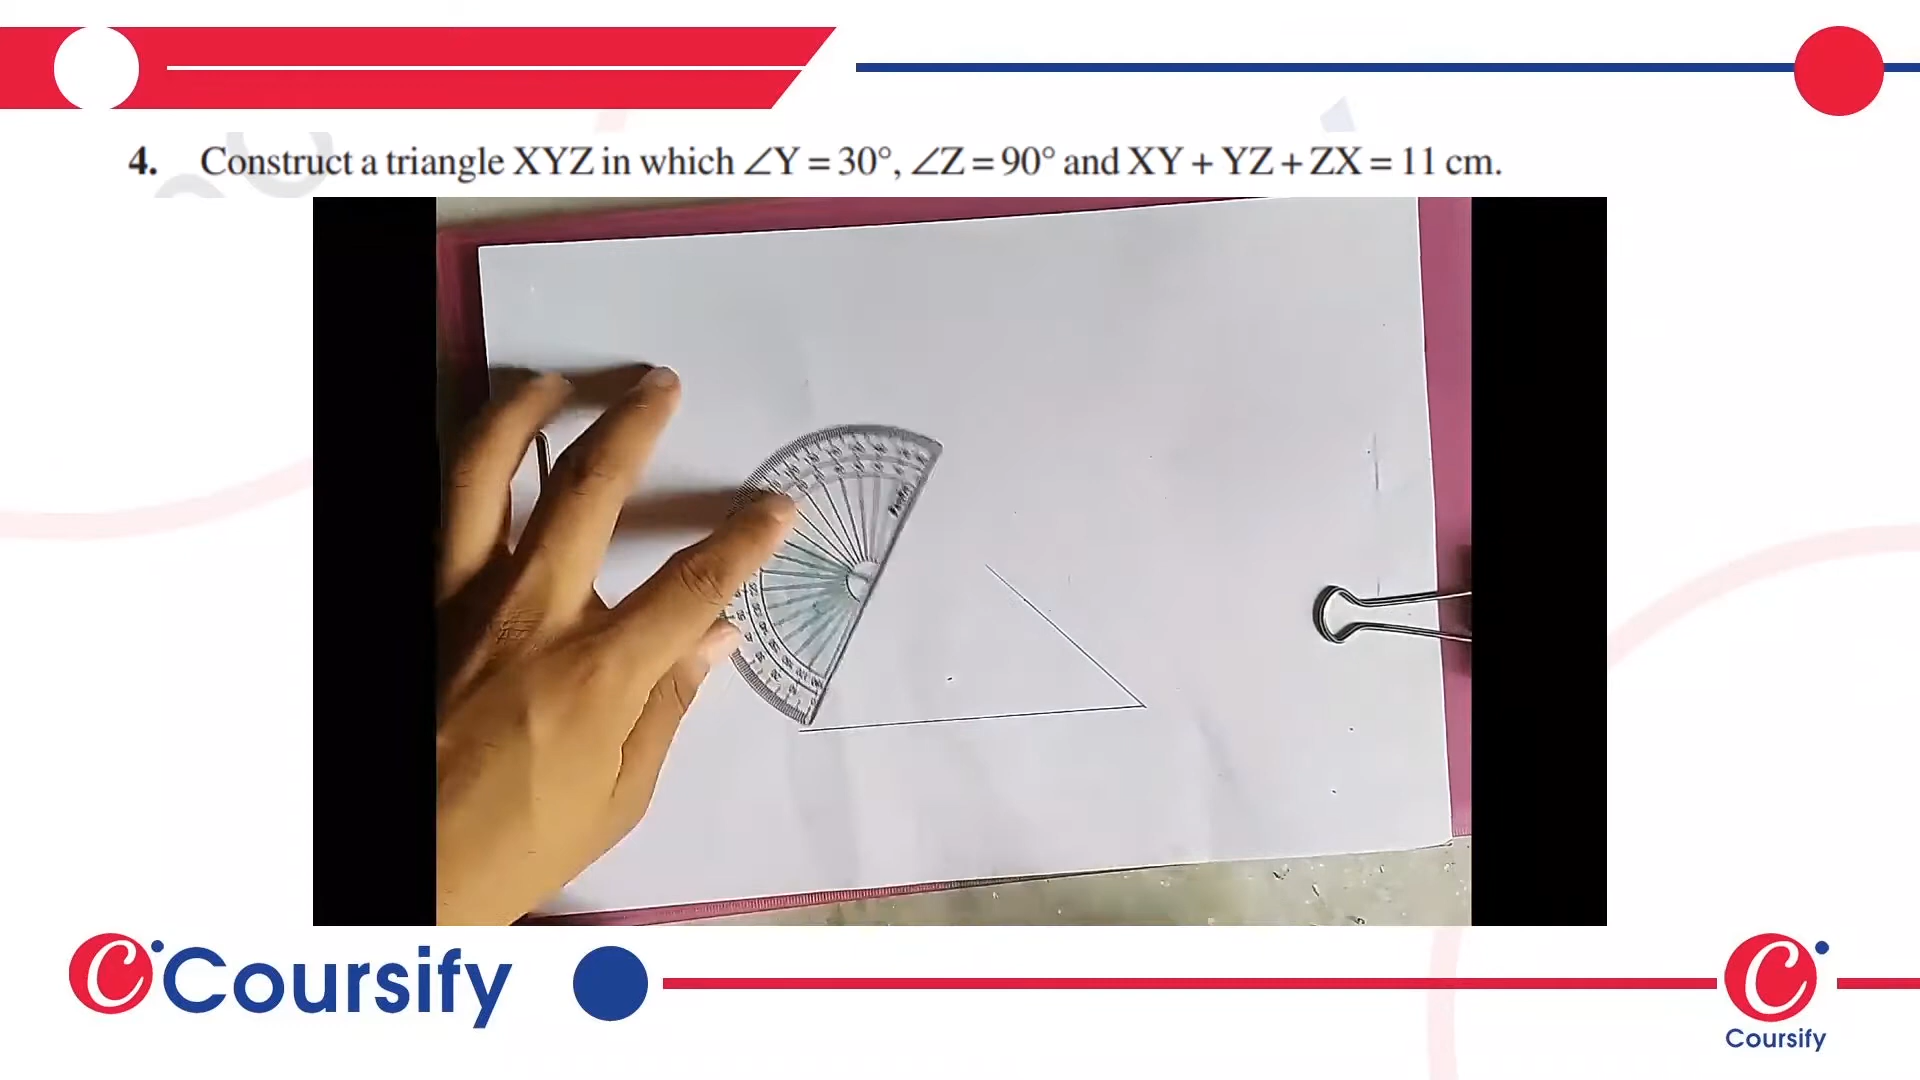 4. Construct a triangle XYZ in which ∠Y = 30°, ∠Z = 90° and XY + YZ + ZX = 11 cm.
Coursify
Coursify